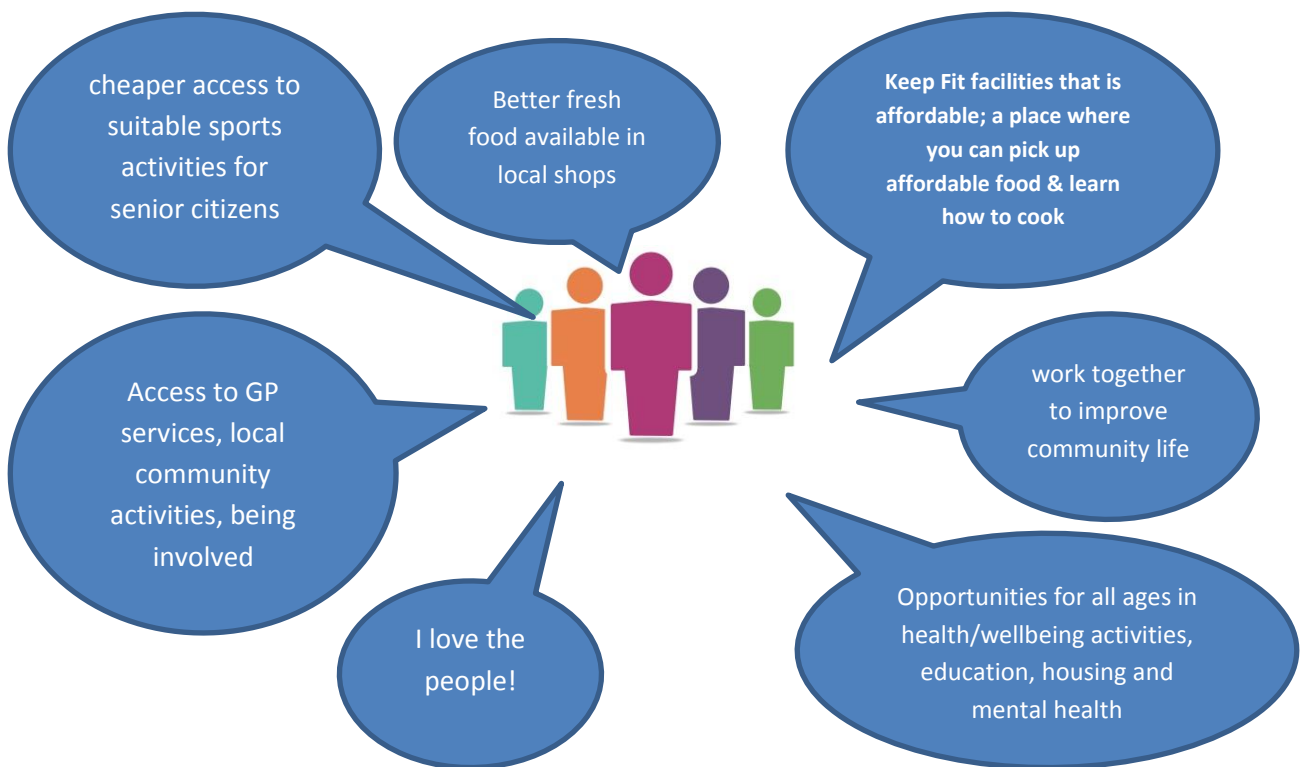 cheaper access to
suitable sports
activities for
senior citizens
Better fresh
food available in
local shops
Keep Fit facilities that is
affordable; a place where
you can pick up
affordable food & learn
how to cook
Access to GP
services, local
community
activities, being
involved
work together
to improve
community life
I love the
people!
Opportunities for all ages in
health/wellbeing activities,
education, housing and
mental health